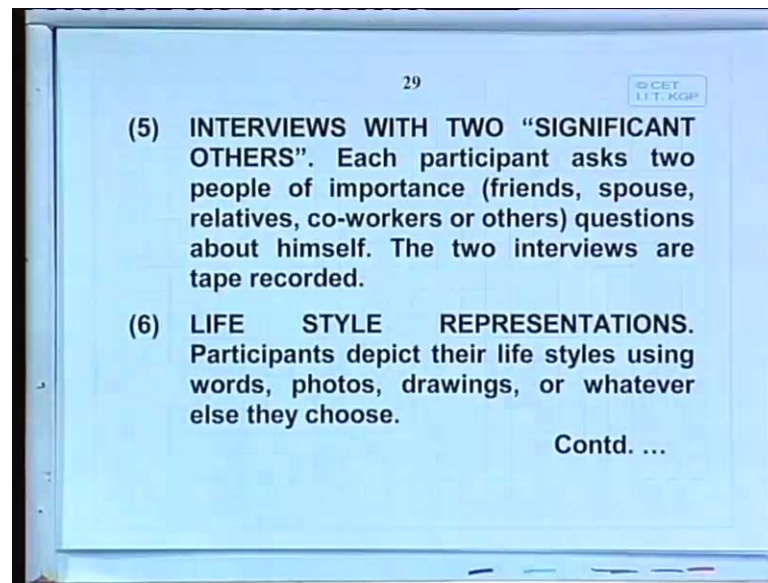 29
© CET
I.I.T. KGP
(5) INTERVIEWS WITH TWO “SIGNIFICANT
OTHERS”. Each participant asks two
people of importance (friends, spouse,
relatives, co-workers or others) questions
about himself. The two interviews are
tape recorded.
(6) LIFE STYLE REPRESENTATIONS.
Participants depict their life styles using
words, photos, drawings, or whatever
else they choose.
Contd. ...